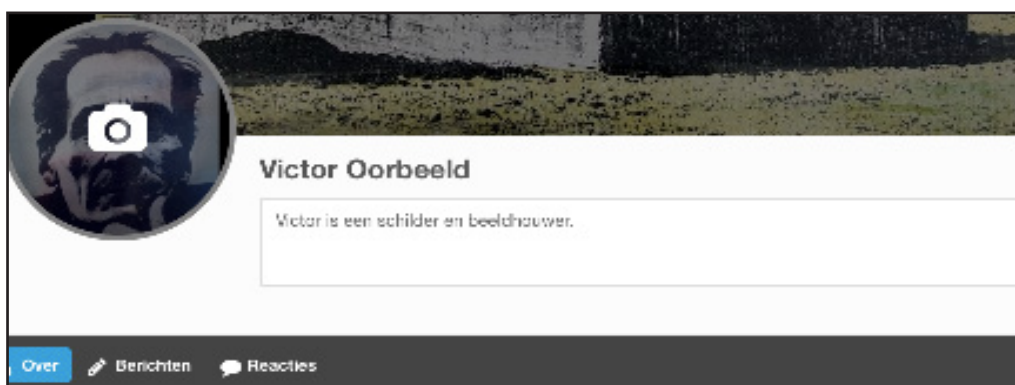 Victor Oorbeeld
Victor is een schilder en beeldhouwer.
Over Berichten Reacties